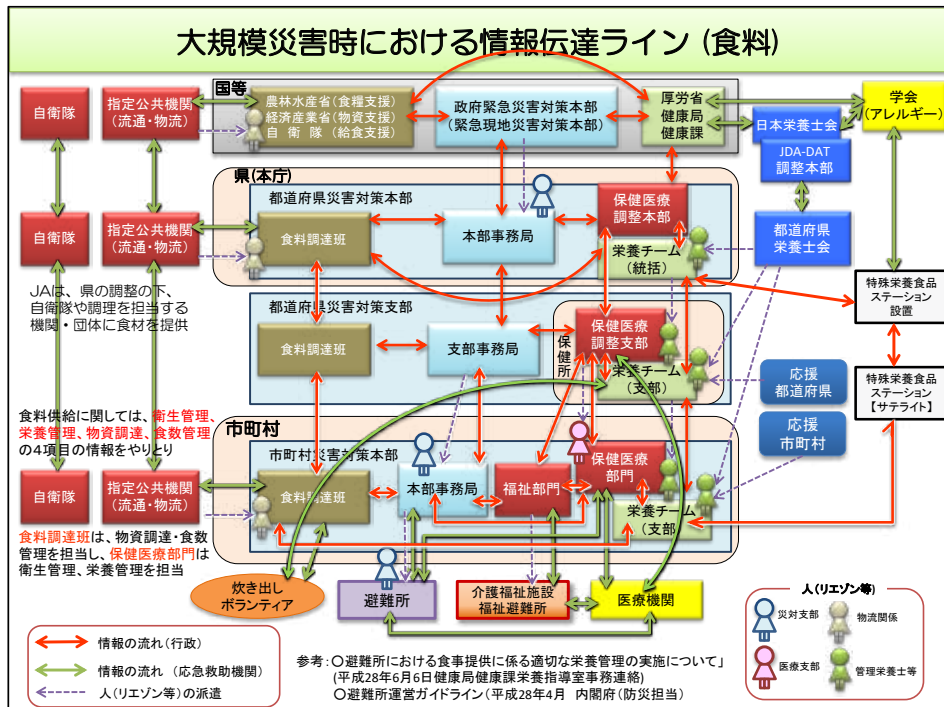 大規模災害時における情報伝達ライン(食料)
国等
自衛隊
指定公共機関
(流通・物流)
農林水産省(食糧支援)
経済産業省(物資支援)
自 衛 隊(給食支援)
政府緊急災害対策本部
(緊急現地災害対策本部)
厚労省
健康局
健康課
日本栄養士会
学会
(アレルギー)
JDA-DAT
調整本部
県(本庁)
都道府県災害対策本部
自衛隊
指定公共機関
(流通・物流)
食料調達班
本部事務局
保健医療
調整本部
栄養チーム
(統括)
都道府県
栄養士会
JAは、県の調整の下、
自衛隊や調理を担当する
機関・団体に食材を提供
特殊栄養食品
ステーション
設置
都道府県災害対策支部
食料調達班
支部事務局
保健所
保健医療
調整支部
栄養チーム
(支部)
応援
都道府県
特殊栄養食品
ステーション
【サテライト】
応援
市町村
食料供給に関しては、衛生管理、
栄養管理、物資調達、食数管理
の4項目の情報をやりとり
市町村
市町村災害対策本部
自衛隊
指定公共機関
(流通・物流)
食料調達班
本部事務局
福祉部門
保健医療
部門
栄養チーム
(支部)
食料調達班は、物資調達・食数
管理を担当し、保健医療部門は
衛生管理、栄養管理を担当
炊き出し
ボランティア
避難所
介護福祉施設
福祉避難所
医療機関
情報の流れ(行政)
情報の流れ (応急救助機関)
人(リエゾン等)の派遣
参考:〇避難所における食事提供に係る適切な栄養管理の実施について」
(平成28年6月6日健康局健康課栄養指導室事務連絡)
〇避難所運営ガイドライン(平成28年4月 内閣府(防災担当)
人(リエゾン等)
災対支部
物流関係
医療支部
管理栄養士等